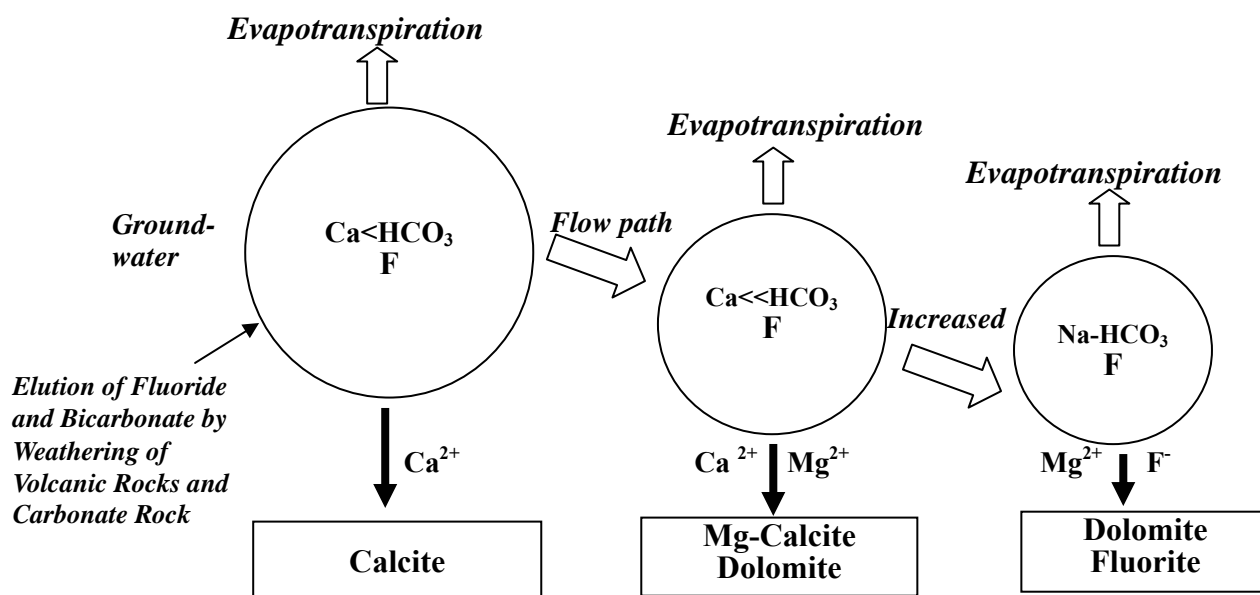 Evapotranspiration
Ground-
water
Ca<HCO₃
F
Elution of Fluoride
and Bicarbonate by
Weathering of
Volcanic Rocks and
Carbonate Rock
Ca²⁺
Calcite
Flow path
Evapotranspiration
Ca<<HCO₃
F
Ca ²⁺ Mg²⁺
Mg-Calcite
Dolomite
Increased
Evapotranspiration
Na-HCO₃
F
Mg²⁺ F⁻
Dolomite
Fluorite